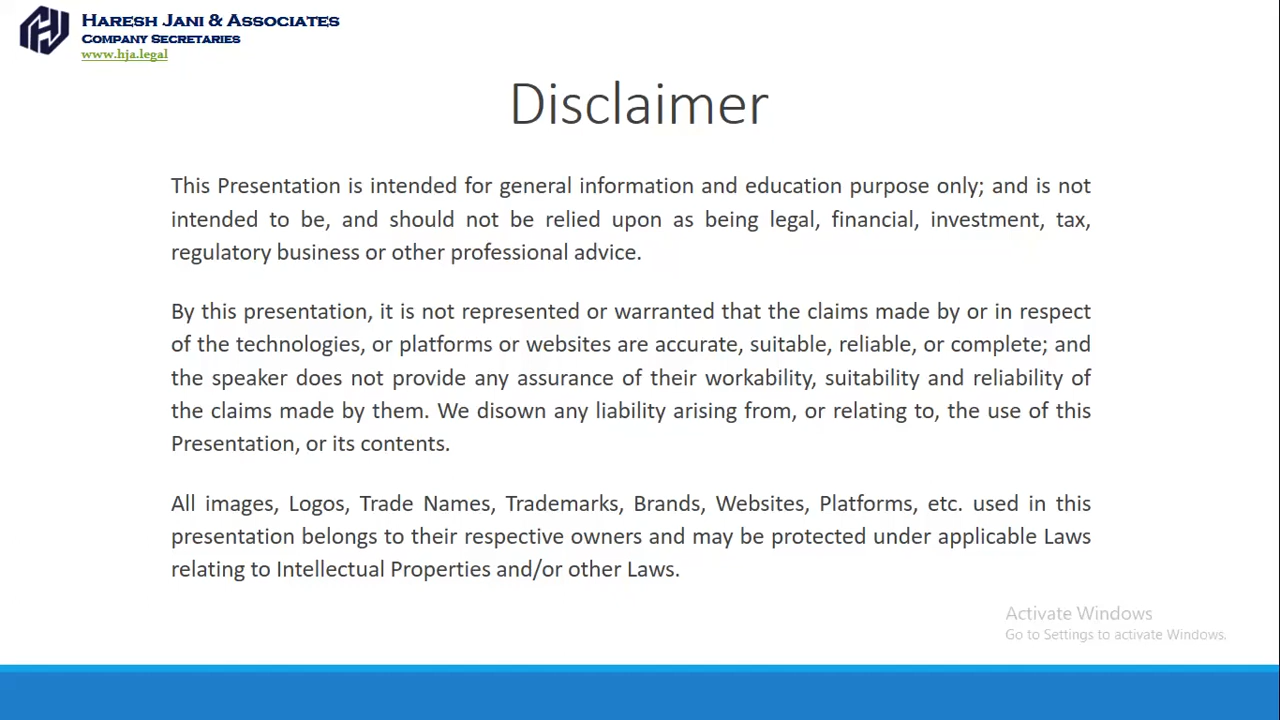 HARESH JANI & ASSOCIATES
COMPANY SECRETARIES
www.hja.legal
Disclaimer
This Presentation is intended for general information and education purpose only; and is not
intended to be, and should not be relied upon as being legal, financial, investment, tax,
regulatory business or other professional advice.
By this presentation, it is not represented or warranted that the claims made by or in respect
of the technologies, or platforms or websites are accurate, suitable, reliable, or complete; and
the speaker does not provide any assurance of their workability, suitability and reliability of
the claims made by them. We disown any liability arising from, or relating to, the use of this
Presentation, or its contents.
All images, Logos, Trade Names, Trademarks, Brands, Websites, Platforms, etc. used in this
presentation belongs to their respective owners and may be protected under applicable Laws
relating to Intellectual Properties and/or other Laws.
Activate Windows
Go to Settings to activate Windows.